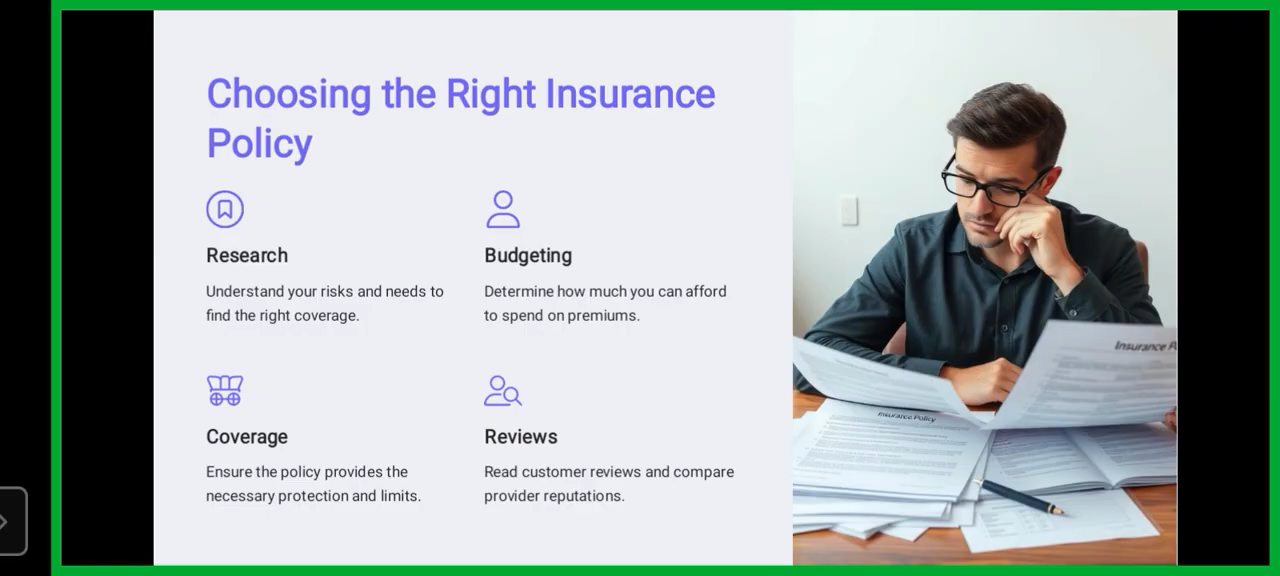 Choosing the Right Insurance
Policy
Research
Understand your risks and needs to
find the right coverage.
Budgeting
Determine how much you can afford
to spend on premiums.
Coverage
Ensure the policy provides the
necessary protection and limits.
Reviews
Read customer reviews and compare
provider reputations.
Insurance
Insurance Policy